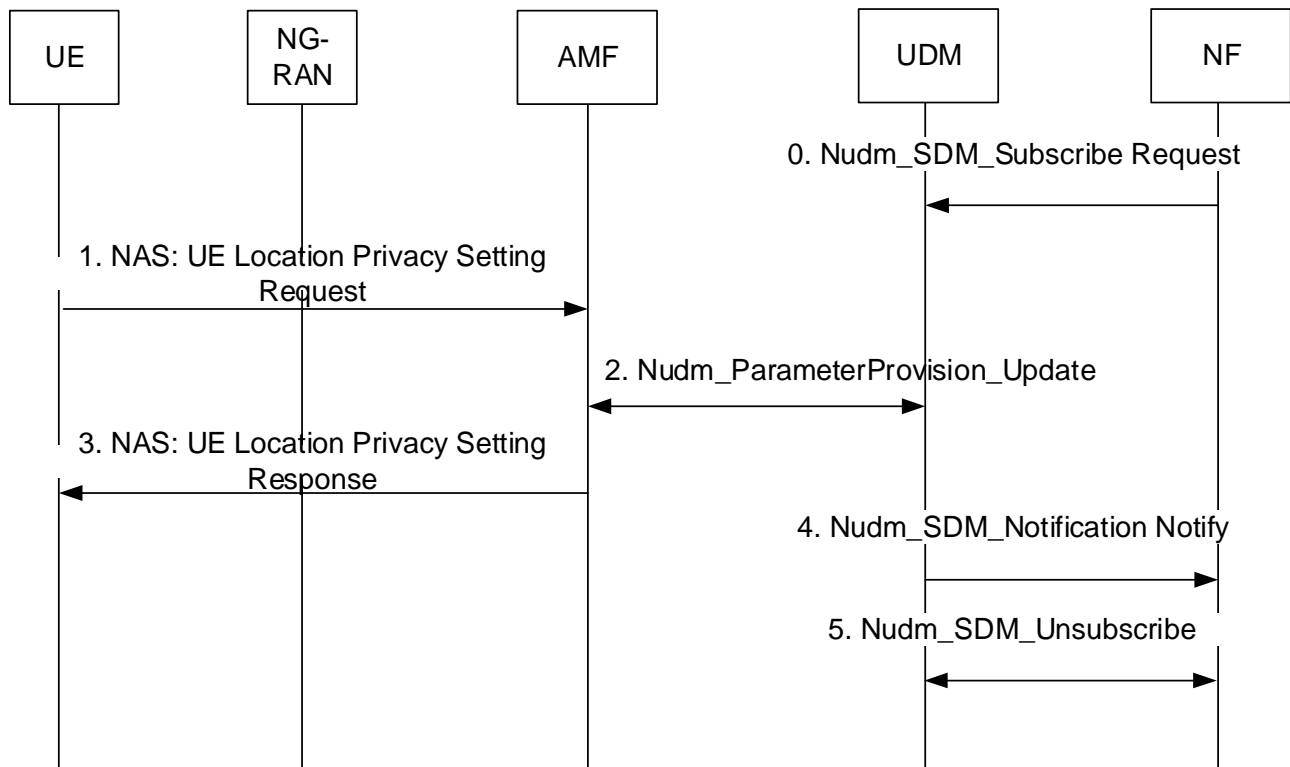 UE
NG-
RAN
AMF
UDM
NF
0. Nudm_SDM_Subscribe Request
1. NAS: UE Location Privacy Setting
Request
2. Nudm_ParameterProvision_Update
3. NAS: UE Location Privacy Setting
Response
4. Nudm_SDM_Notification Notify
5. Nudm_SDM_Unsubscribe